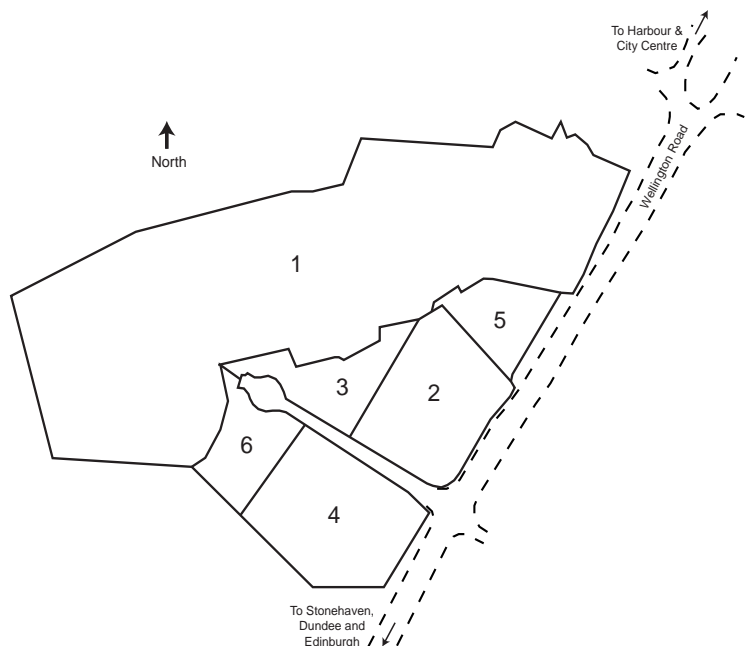 To Harbour &
City Centre
North
Wellington Road
1
5
3
2
6
4
To Stonehaven,
Dundee and
Edinburgh